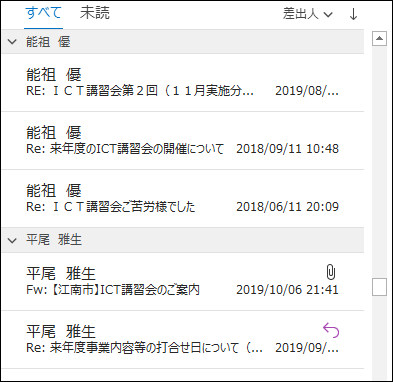 すべて 未読 差出人 ↓
能祖 優
能祖 優
RE: ＩＣＴ講習会第２回（１１月実施分... 2019/08/...
能祖 優
Re: 来年度のICT講習会の開催について 2018/09/11 10:48
能祖 優
Re: ＩＣＴ講習会ご苦労様でした 2018/06/11 20:09
平尾 雅生
平尾 雅生
Fw: 【江南市】ICT講習会のご案内 2019/10/06 21:41
平尾 雅生
Re: 来年度事業内容等の打合せ日について（... 2019/09/...